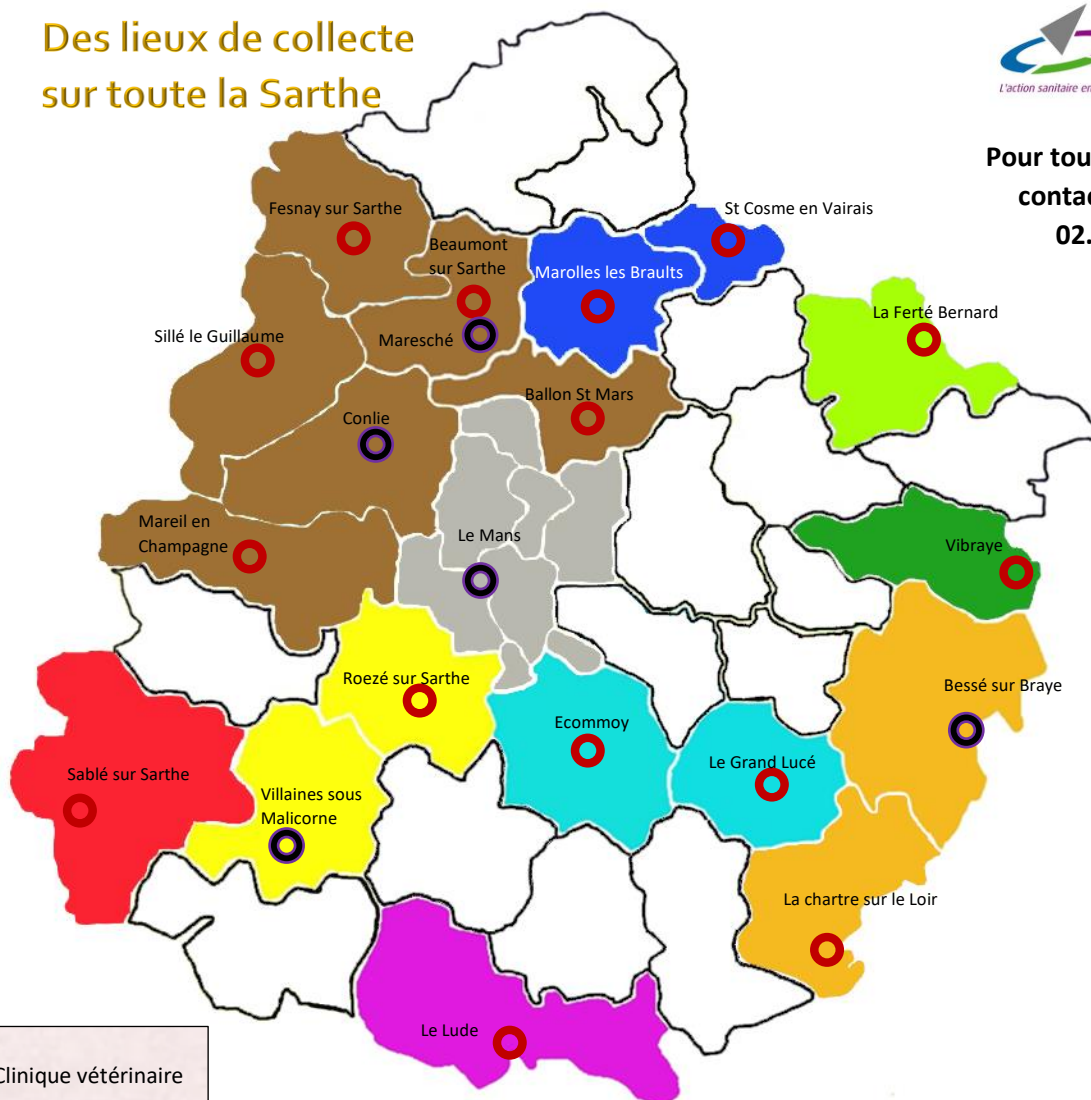 Des lieux de collecte
sur toute la Sarthe
L'action sanitaire en
Pour tou
contac
02.
Fesnay sur Sarthe
St Cosme en Vairais
Beaumont
sur Sarthe
Marolles les Braults
La Ferté Bernard
Sillé le Guillaume
Maresché
Ballon St Mars
Conlie
Mareil en
Champagne
Le Mans
Vibraye
Roezé sur Sarthe
Bessé sur Braye
Ecommoy
Le Grand Lucé
Sablé sur Sarthe
Villaines sous
Malicorne
La chartre sur le Loir
Le Lude
Clinique vétérinaire